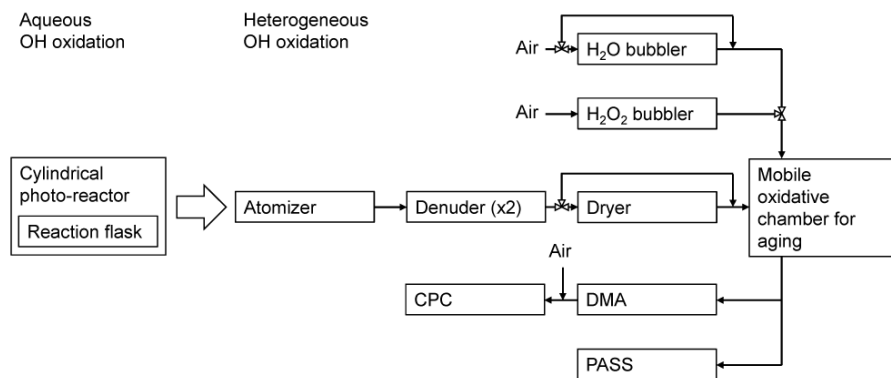 Aqueous
OH oxidation
Heterogeneous
OH oxidation
Air
H₂O bubbler
Air
H₂O₂ bubbler
Cylindrical
photo-reactor
Reaction flask
Atomizer
Denuder (x2)
Dryer
Mobile
oxidative
chamber for
aging
Air
CPC
DMA
PASS